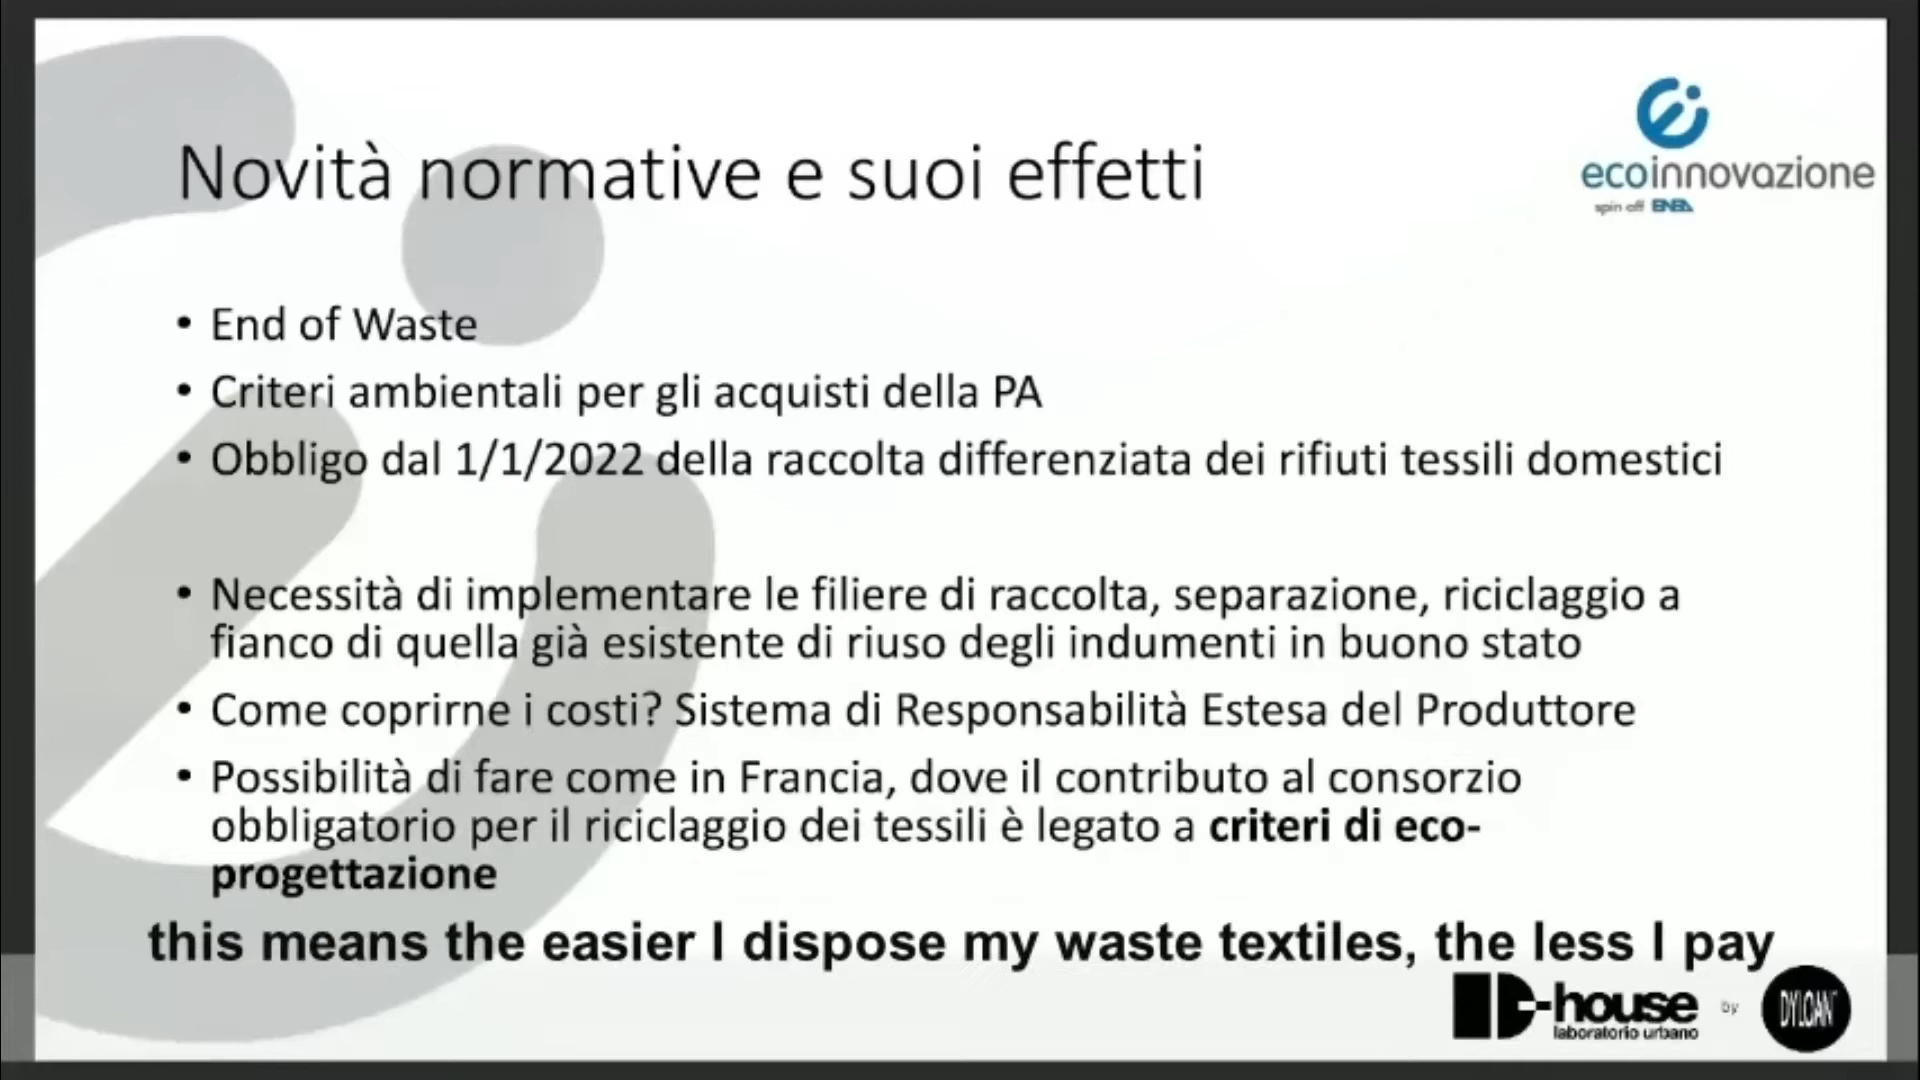 ecoinnovazione
spin off ENEA
Novità normative e suoi effetti
• End of Waste
• Criteri ambientali per gli acquisti della PA
• Obbligo dal 1/1/2022 della raccolta differenziata dei rifiuti tessili domestici
• Necessità di implementare le filiere di raccolta, separazione, riciclaggio a
fianco di quella già esistente di riuso degli indumenti in buono stato
• Come coprirne i costi? Sistema di Responsabilità Estesa del Produttore
• Possibilità di fare come in Francia, dove il contributo al consorzio
obbligatorio per il riciclaggio dei tessili è legato a criteri di eco-
progettazione
this means the easier I dispose my waste textiles, the less I pay
D-house
laboratorio urbano
by
DYLOAN